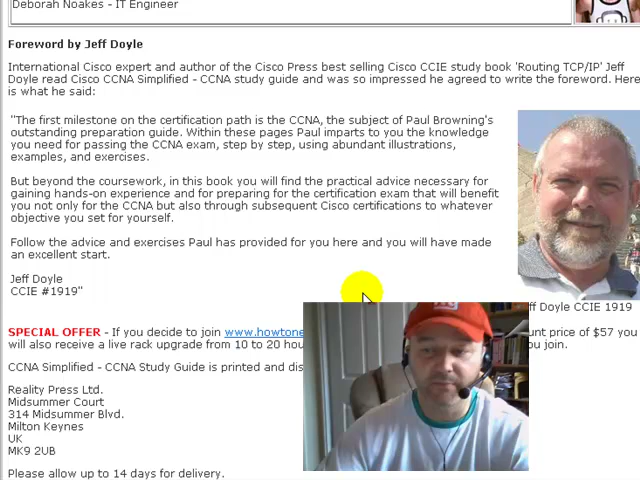 Deborah Noakes - IT Engineer
Foreword by Jeff Doyle
International Cisco expert and author of the Cisco Press best selling Cisco CCIE study book 'Routing TCP/IP' Jeff
Doyle read Cisco CCNA Simplified - CCNA study guide and was so impressed he agreed to write the foreword. Here
is what he said:
"The first milestone on the certification path is the CCNA, the subject of Paul Browning's
outstanding preparation guide. Within these pages Paul imparts to you the knowledge
you need for passing the CCNA exam, step by step, using abundant illustrations,
examples, and exercises.
But beyond the coursework, in this book you will find the practical advice necessary for
gaining hands-on experience and for preparing for the certification exam that will benefit
you not only for the CCNA but also through subsequent Cisco certifications to whatever
objective you set for yourself.
Follow the advice and exercises Paul has provided for you here and you will have made
an excellent start.
Jeff Doyle
CCIE #1919"
ff Doyle CCIE 1919
SPECIAL OFFER - If you decide to join www.howtone unt price of $57 you
will also receive a live rack upgrade from 10 to 20 hou ou join.
CCNA Simplified - CCNA Study Guide is printed and dis
Reality Press Ltd.
Midsummer Court
314 Midsummer Blvd.
Milton Keynes
UK
MK9 2UB
Please allow up to 14 days for delivery.